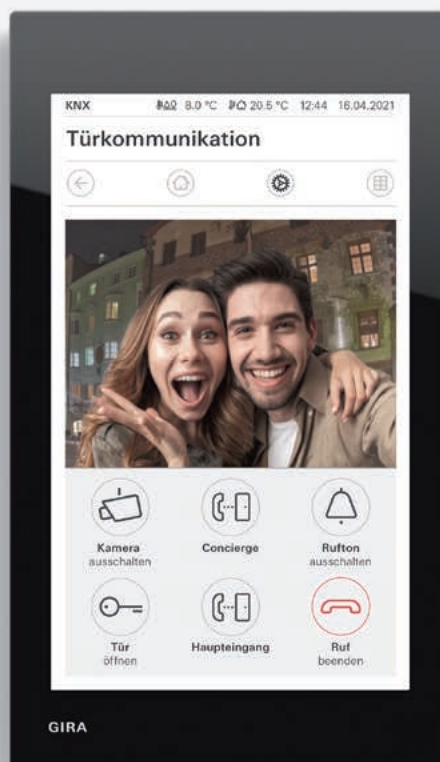 KNX 8.0 °C 20.5 °C 12:44 16.04.2021
Türkommunikation
Kamera
ausschalten
Concierge
Rufton
ausschalten
Tür
öffnen
Haupteingang
Ruf
beenden
GIRA